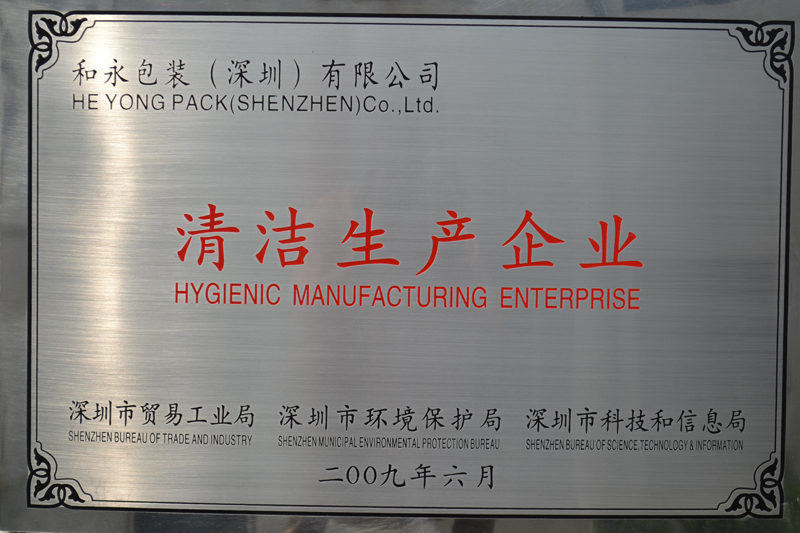 和永包装（深圳）有限公司
HE YONG PACK(SHENZHEN)Co.,Ltd.
清洁生产企业
HYGIENIC MANUFACTURING ENTERPRISE
深圳市贸易工业局 深圳市环境保护局 深圳市科技和信息局
SHENZHEN BUREAU OF TRADE AND INDUSTRY SHENZHEN MUNICIPAL ENVIRONMENTAL PROTECTION BUREAU SHENZHEN BUREAU OF SCIENCE,TECHNOLOGY & INFORMATION
二00九年六月